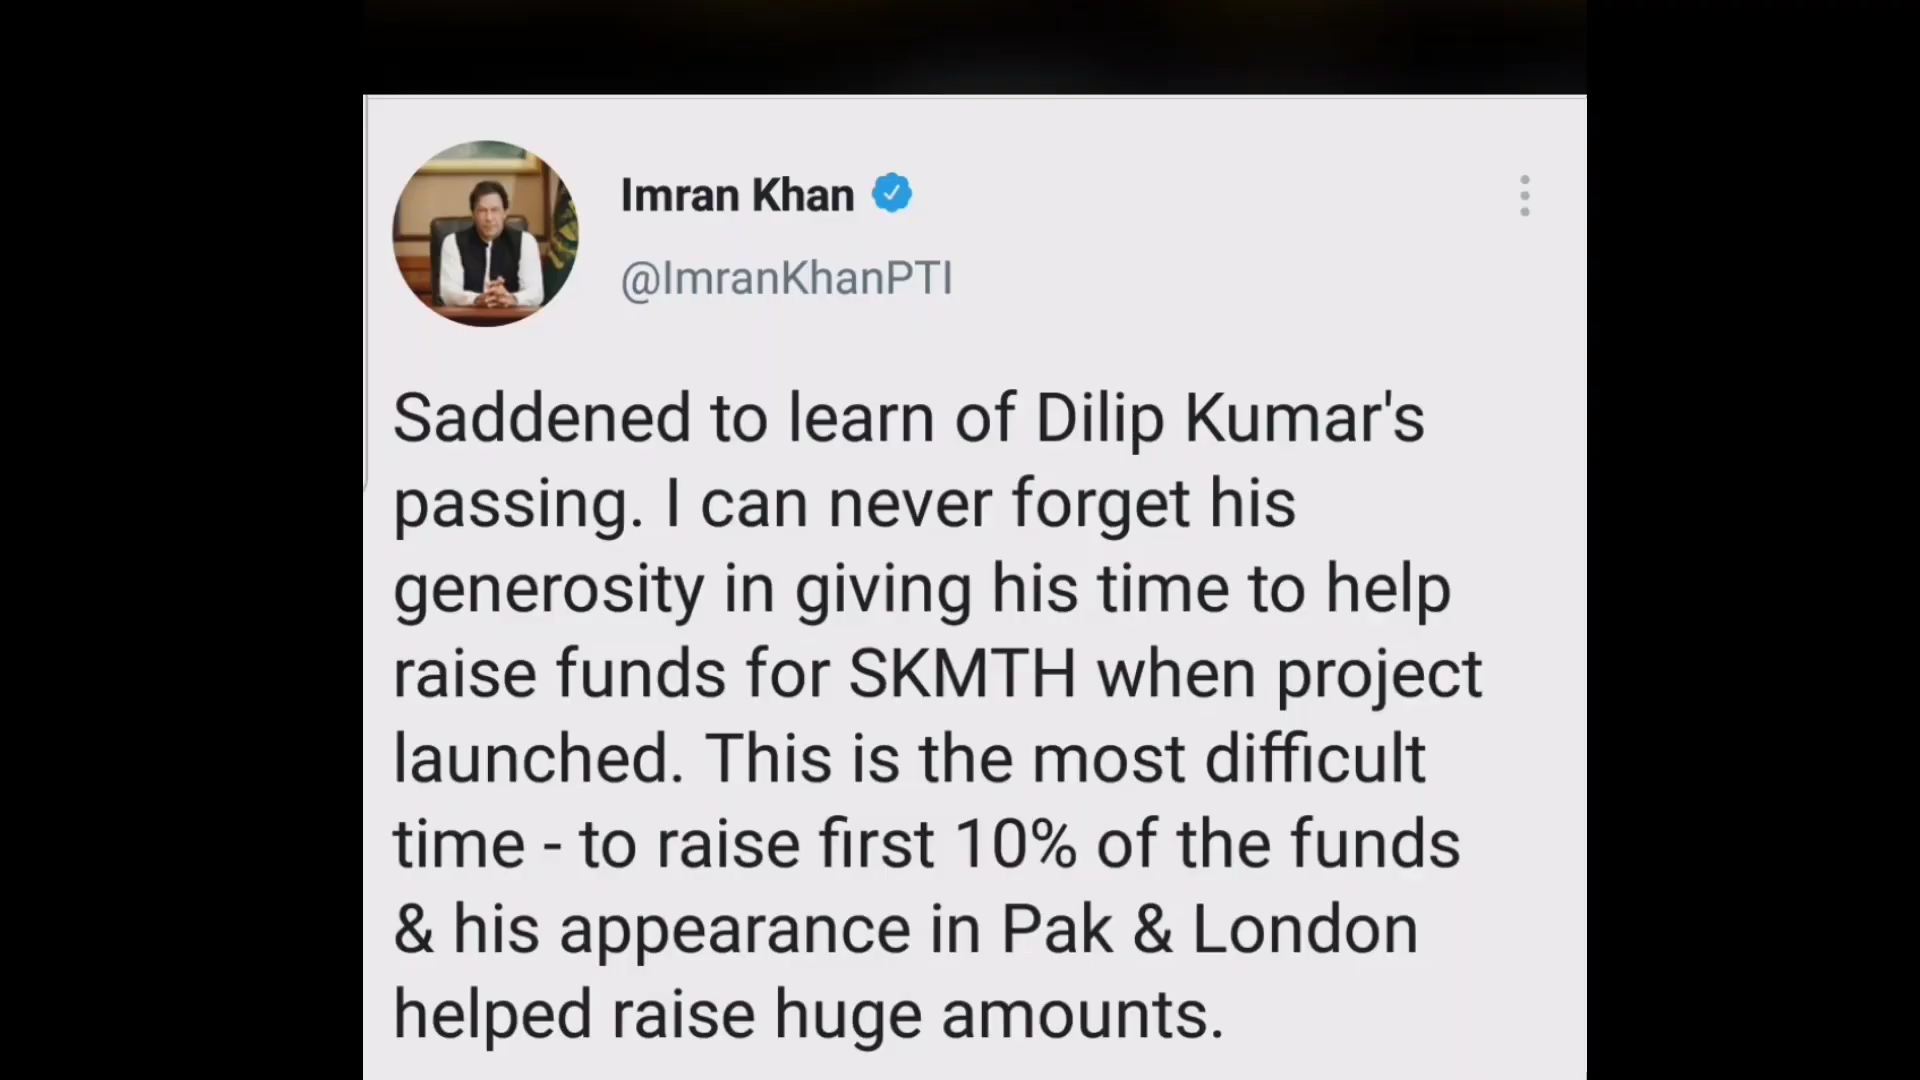 Imran Khan
@ImranKhanPTI
Saddened to learn of Dilip Kumar's
passing. I can never forget his
generosity in giving his time to help
raise funds for SKMTH when project
launched. This is the most difficult
time - to raise first 10% of the funds
& his appearance in Pak & London
helped raise huge amounts.